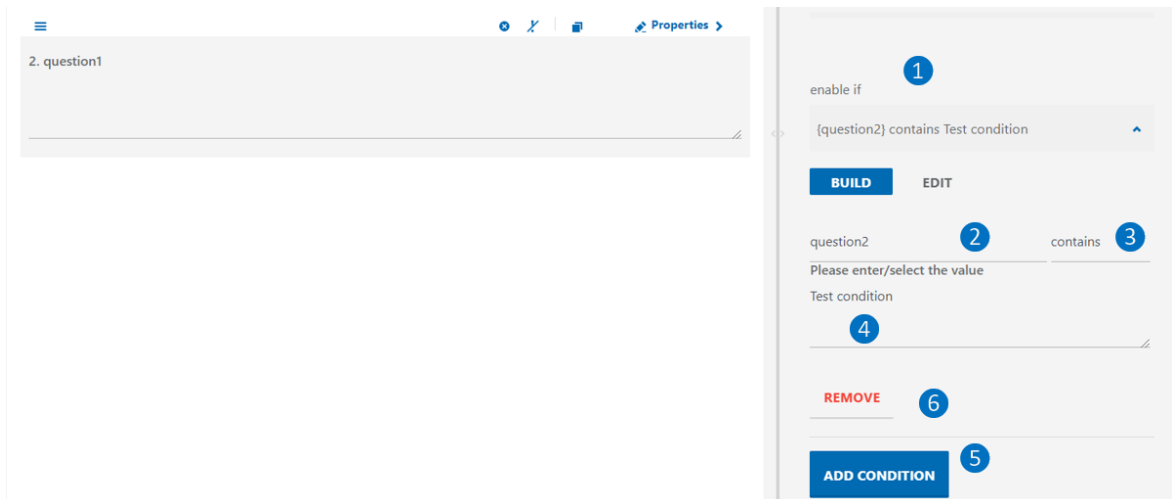 Properties
2. question1
1
enable if
{question2} contains Test condition
BUILD EDIT
question2 2 contains 3
Please enter/select the value
Test condition
4
REMOVE 6
5
ADD CONDITION